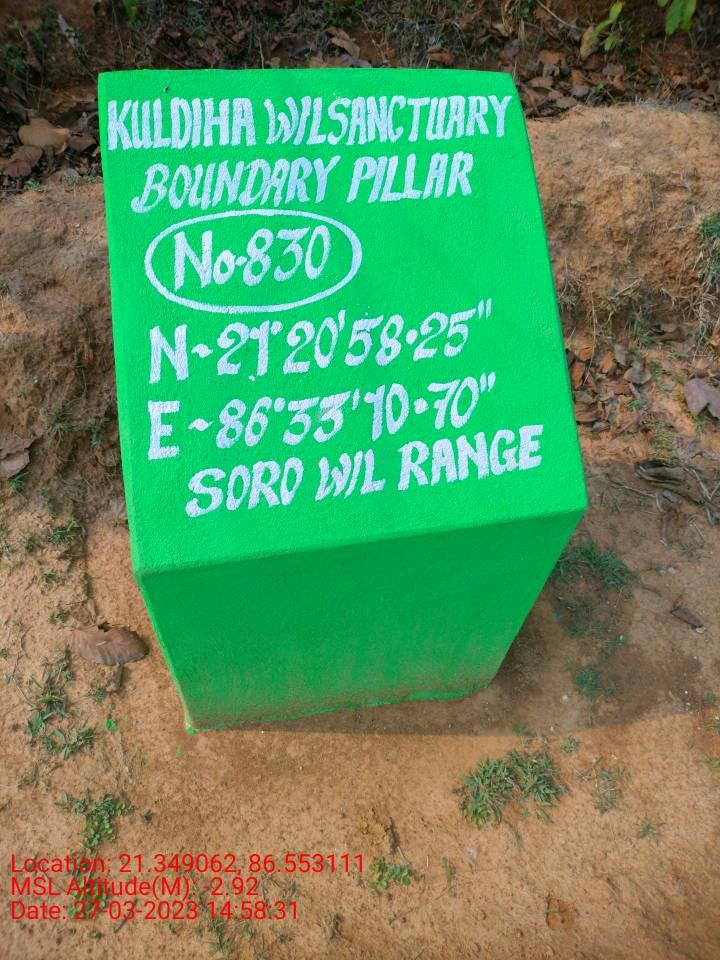 KULDIHA WILSANCTUARY
BOUNDARY PILLAR
No·830
N~21°20'58·25"
E~86°33'10·70"
SORO WIL RANGE
Location: 21.349062, 86.553111
MSL Altitude(M): -2.92
Date: 27-03-2023 14:58:31